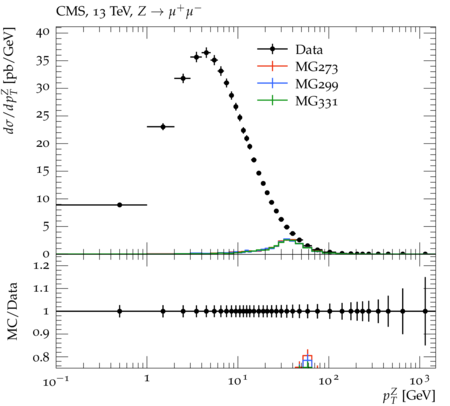 CMS, 13 TeV, Z → μ⁺μ⁻
dσ/dp_T^Z [pb/GeV]
40
35
30
25
20
15
10
5
0
Data
MG273
MG299
MG331
MC/Data
1.2
1.1
1
0.9
0.8
10⁻¹ 1 10¹ 10² 10³
p_T^Z [GeV]